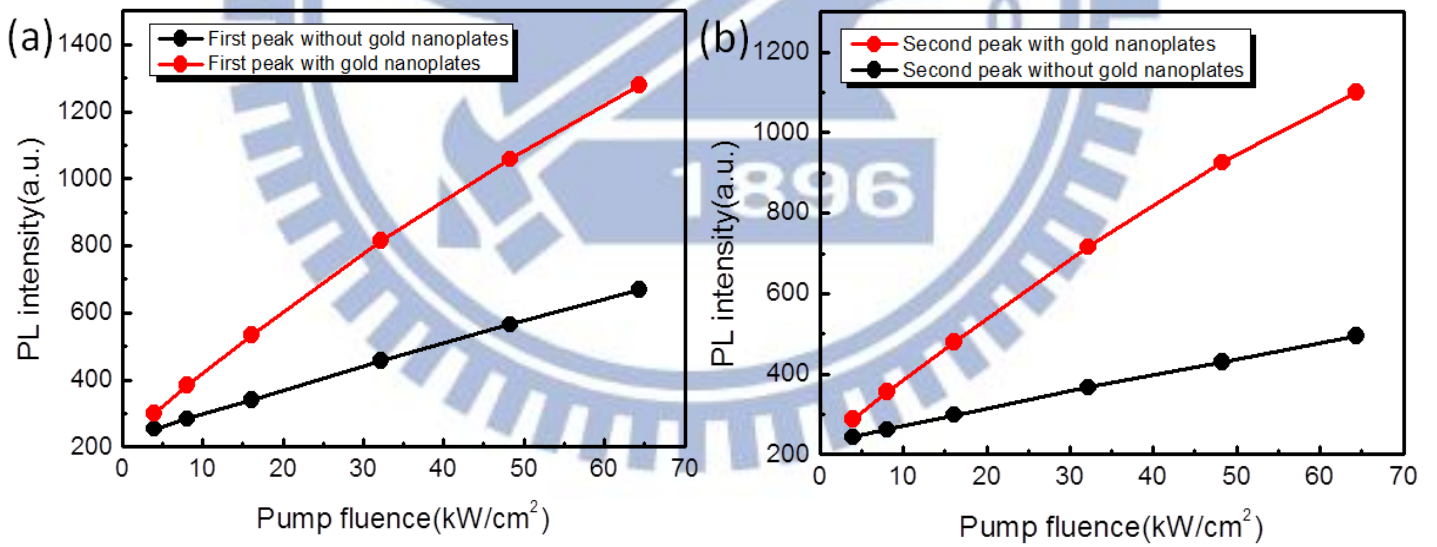 (a)
First peak without gold nanoplates
First peak with gold nanoplates
1400
1200
1000
800
600
400
200
0 10 20 30 40 50 60 70
PL intensity(a.u.)
Pump fluence(kW/cm²)
(b)
Second peak with gold nanoplates
Second peak without gold nanoplates
1200
1000
800
600
400
200
0 10 20 30 40 50 60 70
PL intensity(a.u.)
Pump fluence(kW/cm²)
1896